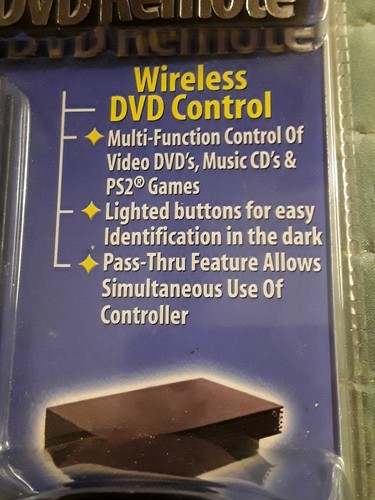 DVD Remote
Wireless
DVD Control
Multi-Function Control Of
Video DVD's, Music CD's &
PS2® Games
Lighted buttons for easy
Identification in the dark
Pass-Thru Feature Allows
Simultaneous Use Of
Controller